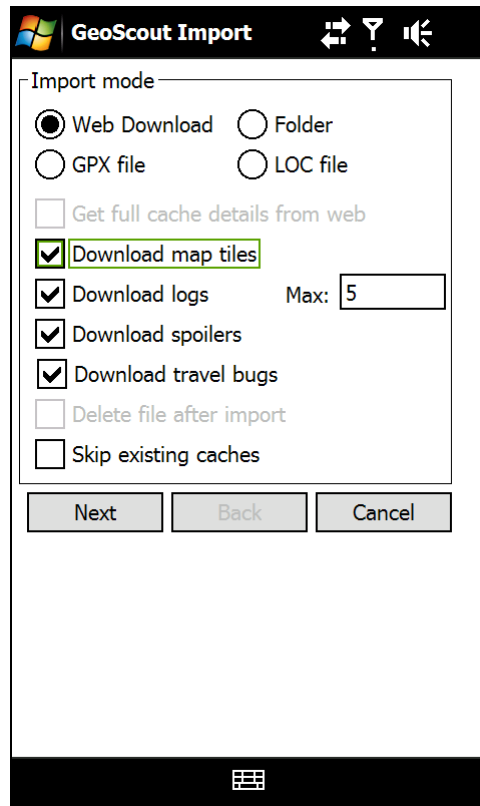 GeoScout Import
Import mode
Web Download Folder
GPX file LOC file
Get full cache details from web
Download map tiles
Download logs Max: 5
Download spoilers
Download travel bugs
Delete file after import
Skip existing caches
Next Back Cancel